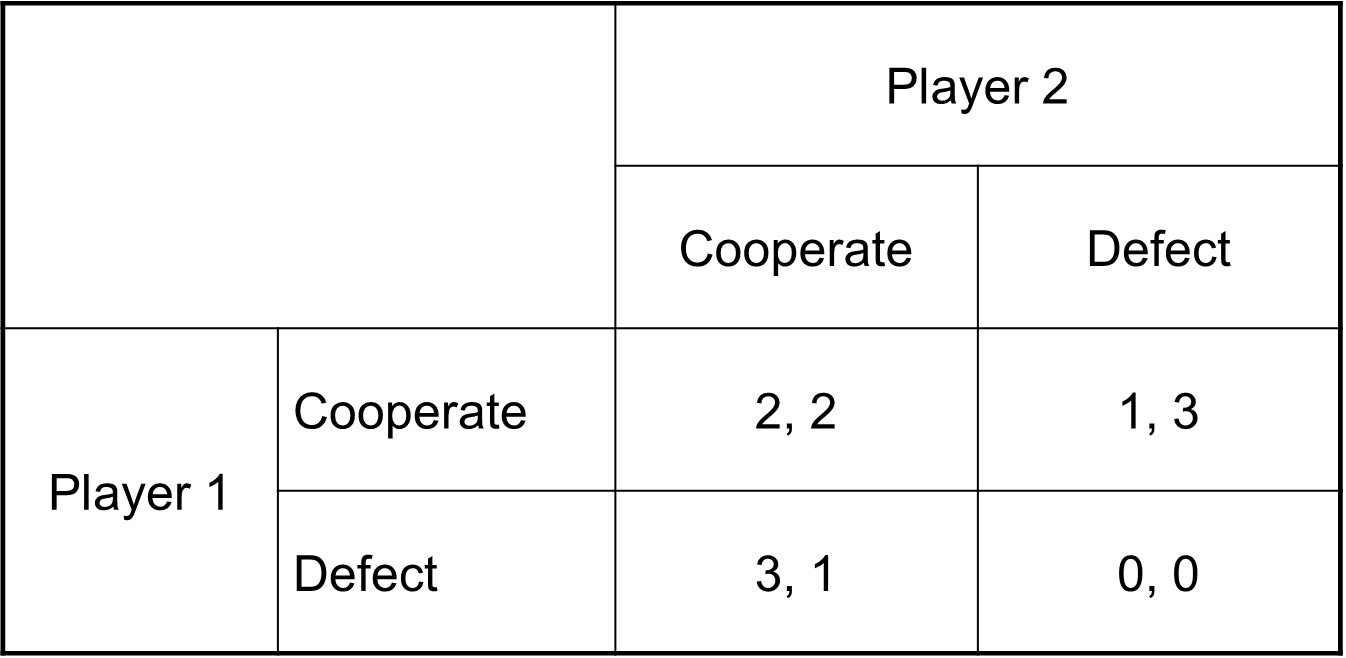 Player 2
Cooperate Defect
Cooperate 2, 2 1, 3
Player 1
Defect 3, 1 0, 0